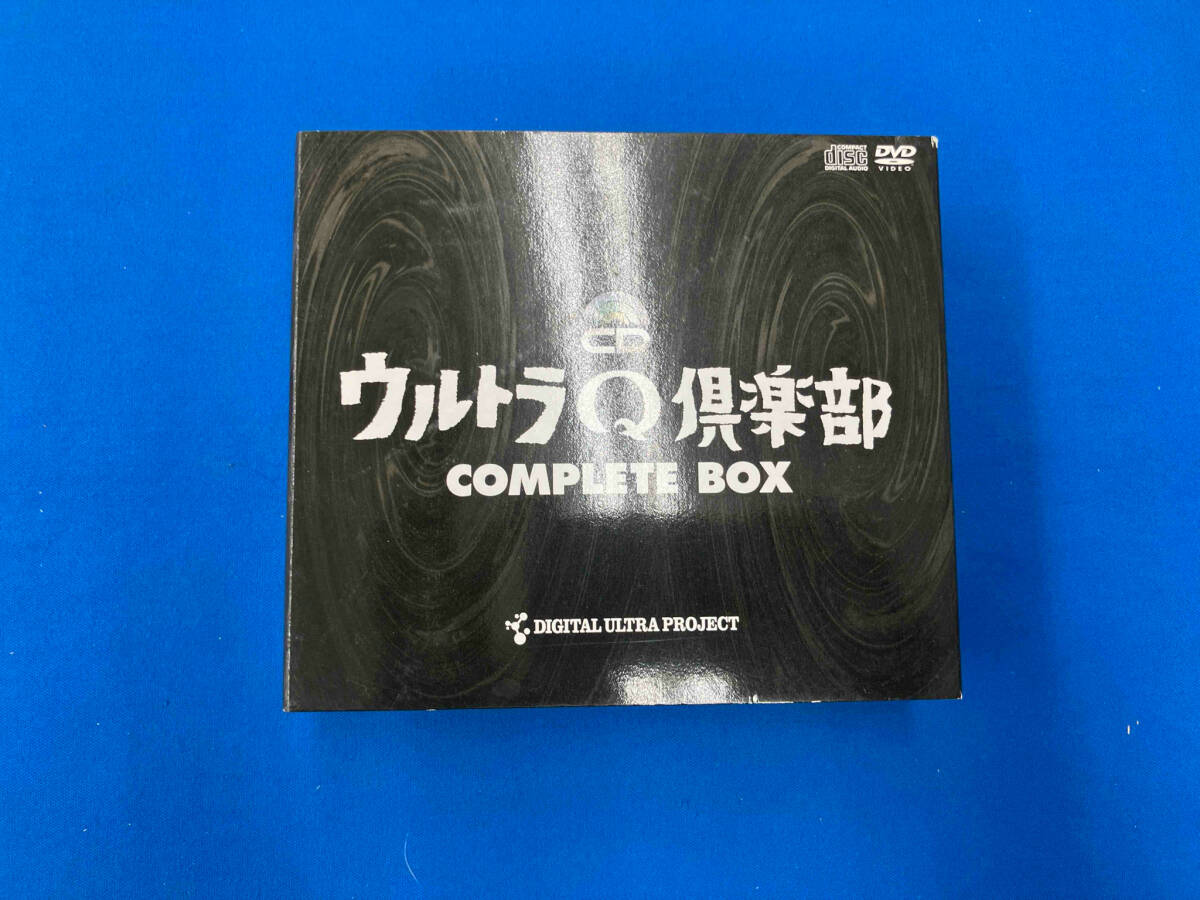 COMPACT
disc
DIGITAL AUDIO
DVD
VIDEO
CD
ウルトラQ倶楽部
COMPLETE BOX
DIGITAL ULTRA PROJECT